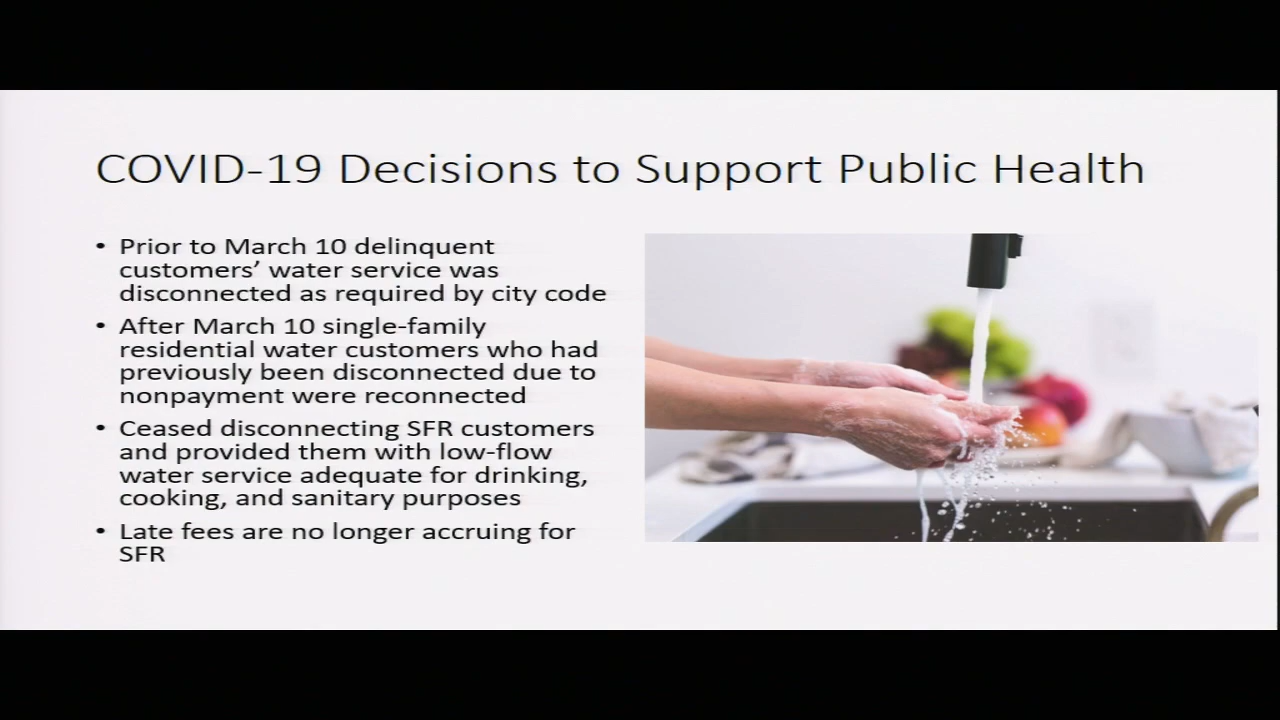 COVID-19 Decisions to Support Public Health
• Prior to March 10 delinquent
customers’ water service was
disconnected as required by city code
• After March 10 single-family
residential water customers who had
previously been disconnected due to
nonpayment were reconnected
• Ceased disconnecting SFR customers
and provided them with low-flow
water service adequate for drinking,
cooking, and sanitary purposes
• Late fees are no longer accruing for
SFR